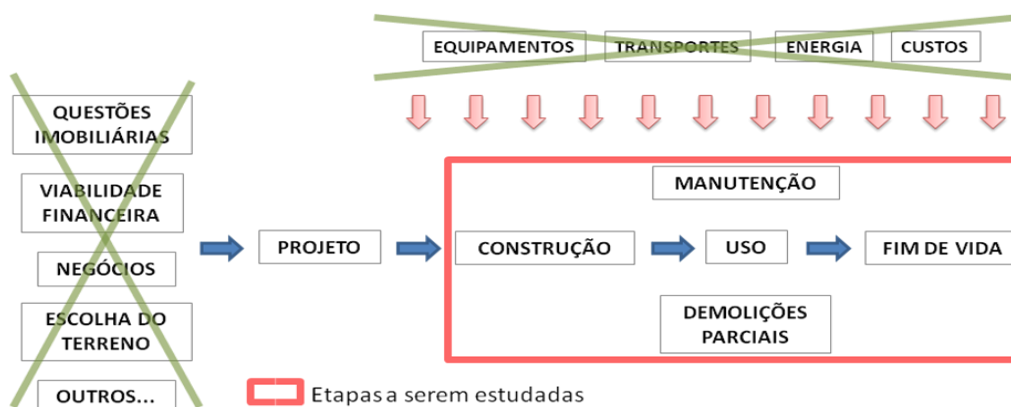 EQUIPAMENTOS
TRANSPORTES
ENERGIA
CUSTOS
QUESTÕES
IMOBILIÁRIAS
VIABILIDADE
FINANCEIRA
NEGÓCIOS
ESCOLHA DO
TERRENO
OUTROS...
PROJETO
MANUTENÇÃO
CONSTRUÇÃO
USO
FIM DE VIDA
DEMOLIÇÕES
PARCIAIS
Etapas a serem estudadas